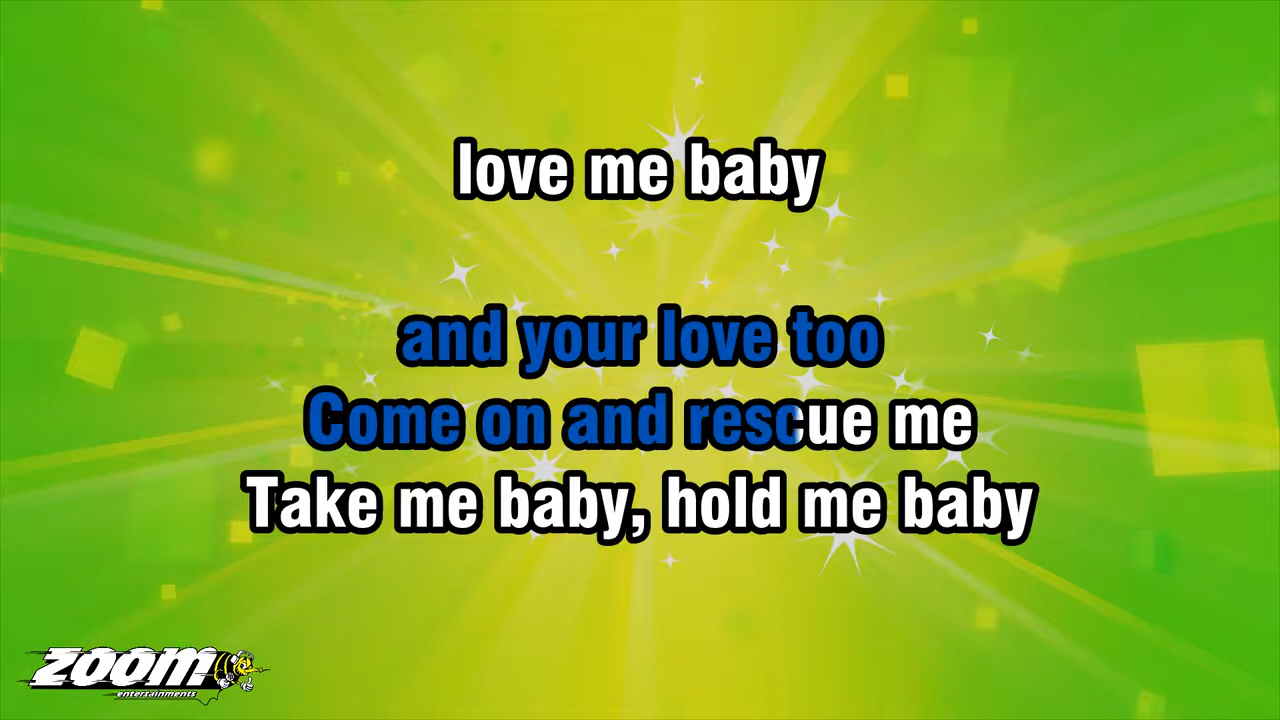 love me baby
and your love too
Come on and rescue me
Take me baby, hold me baby
zoom
entertainments